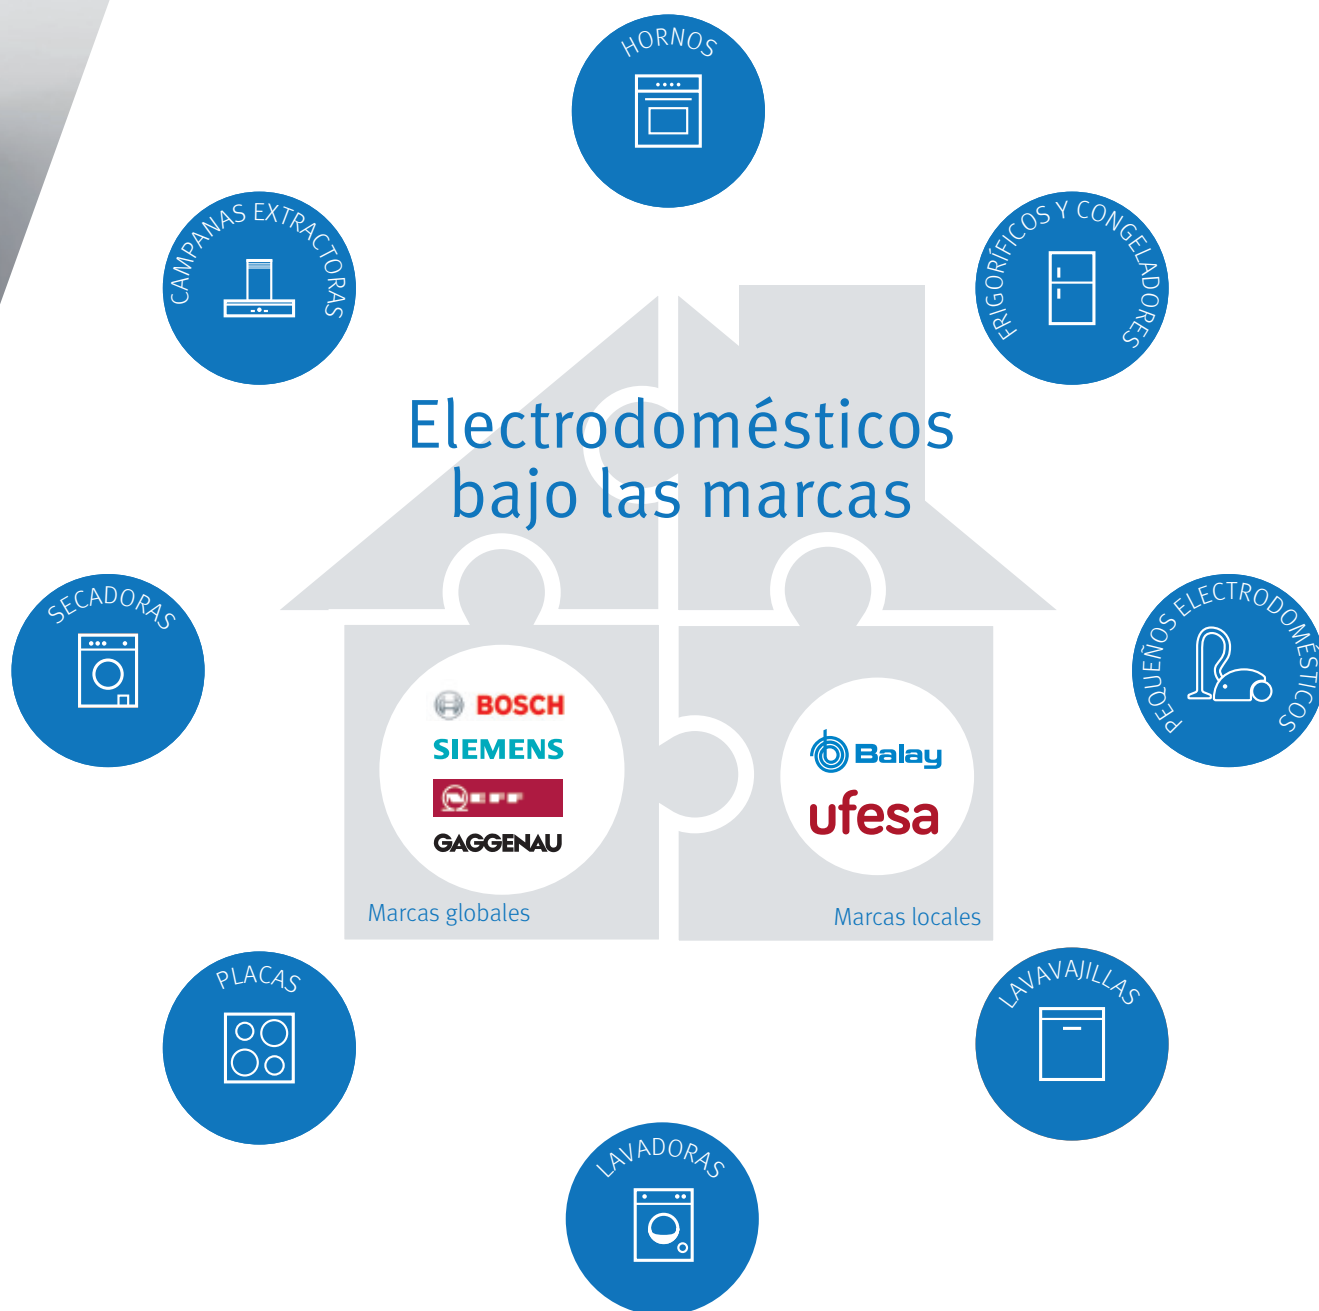 HORNOS
CAMPANAS EXTRACTORAS
FRIGORÍFICOS Y CONGELADORES
Electrodomésticos
bajo las marcas
SECADORAS
PEQUEÑOS ELECTRODOMÉSTICOS
BOSCH
SIEMENS
NEFF
GAGGENAU
Balay
ufesa
Marcas globales
Marcas locales
PLACAS
LAVAVAJILLAS
LAVADORAS